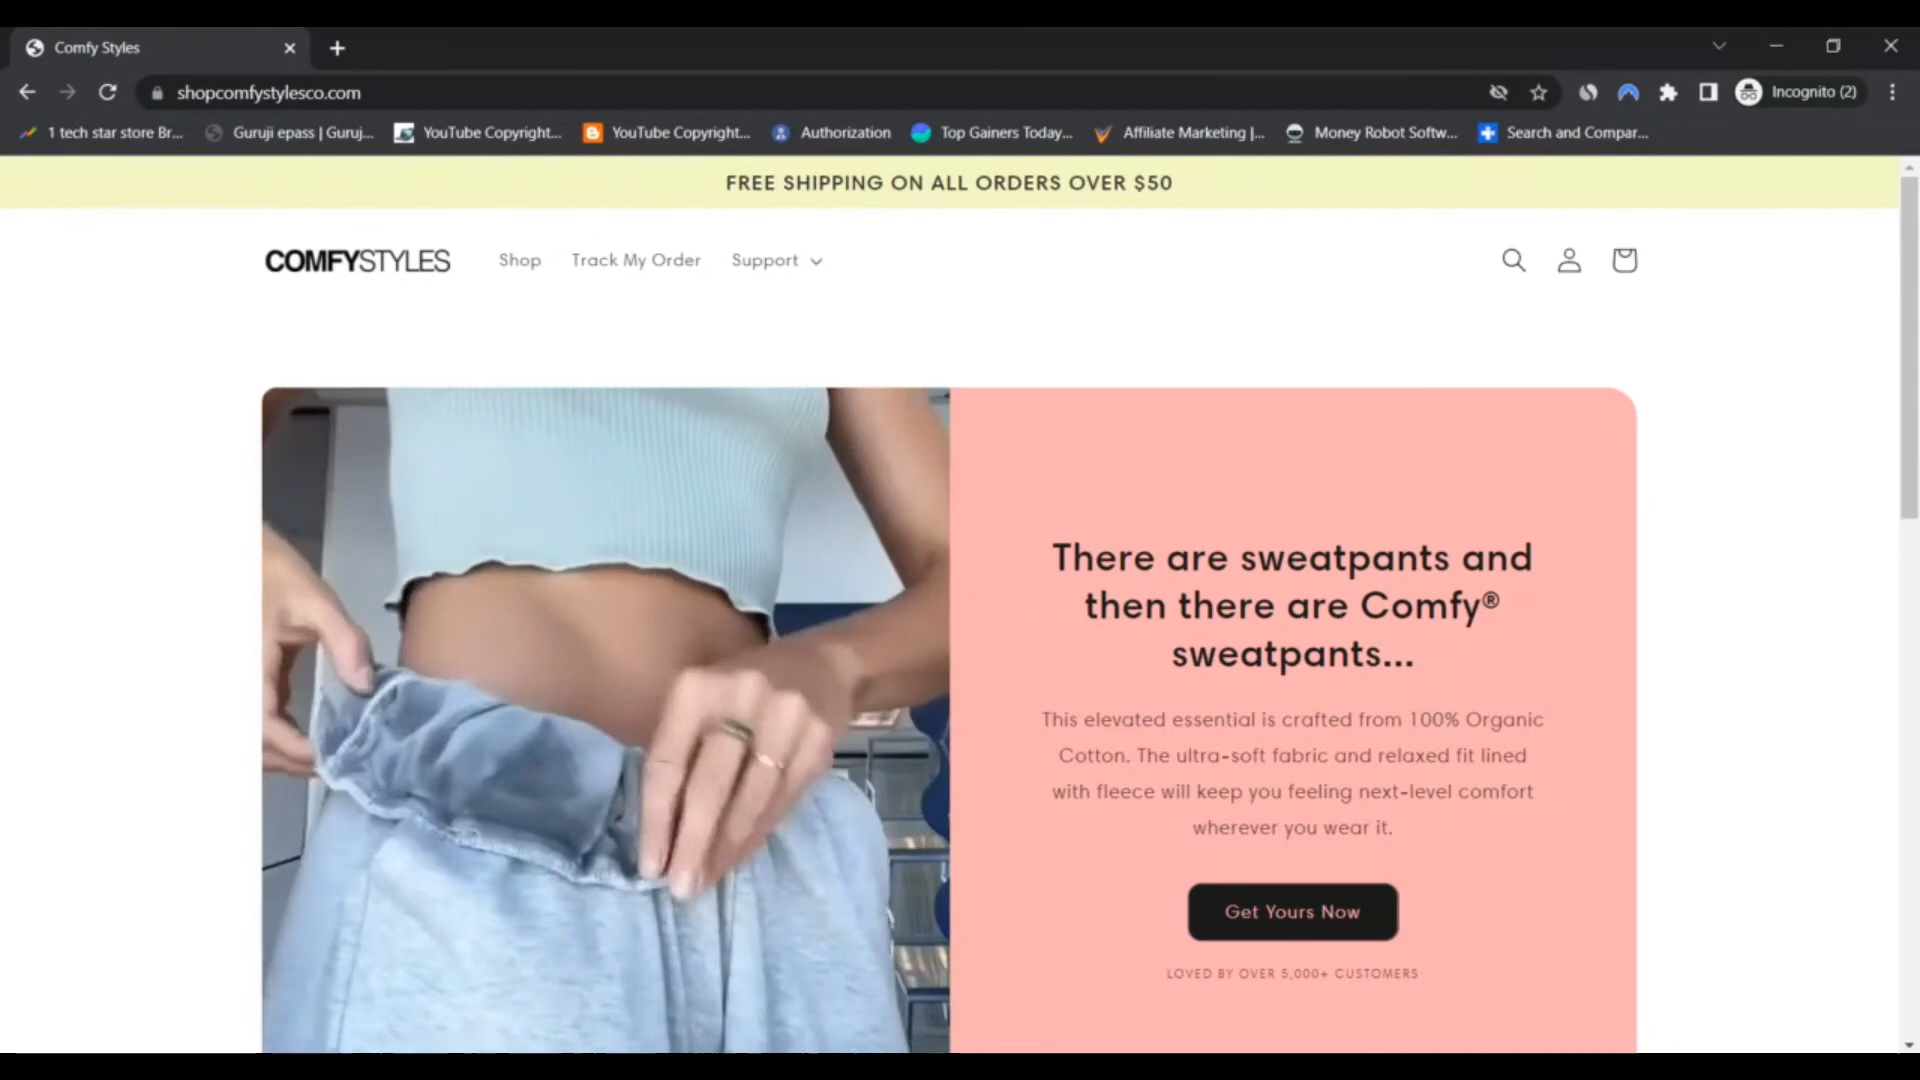 Comfy Styles
shopcomfystylesco.com
Incognito (2)
1 tech star store Br...
Guruji epass | Guruj...
YouTube Copyright...
YouTube Copyright...
Authorization
Top Gainers Today...
Affiliate Marketing |...
Money Robot Softw...
Search and Compar...
FREE SHIPPING ON ALL ORDERS OVER $50
COMFYSTYLES
Shop
Track My Order
Support
There are sweatpants and
then there are Comfy®
sweatpants...
This elevated essential is crafted from 100% Organic
Cotton. The ultra-soft fabric and relaxed fit lined
with fleece will keep you feeling next-level comfort
wherever you wear it.
Get Yours Now
LOVED BY OVER 5,000+ CUSTOMERS